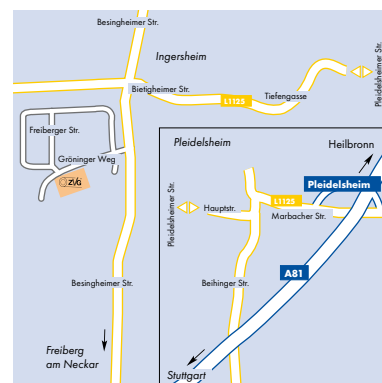 Besingheimer Str.
Ingersheim
Pleidelsheimer Str.
Bietigheimer Str.
Tiefengasse
L1125
Freiberger Str.
Gröninger Weg
ZVG
Pleidelsheim
Heilbronn
Pleidelsheim
Pleidelsheimer Str.
Hauptstr.
L1125
Marbacher Str.
Besingheimer Str.
Beihinger Str.
A81
Freiberg
am Neckar
Stuttgart